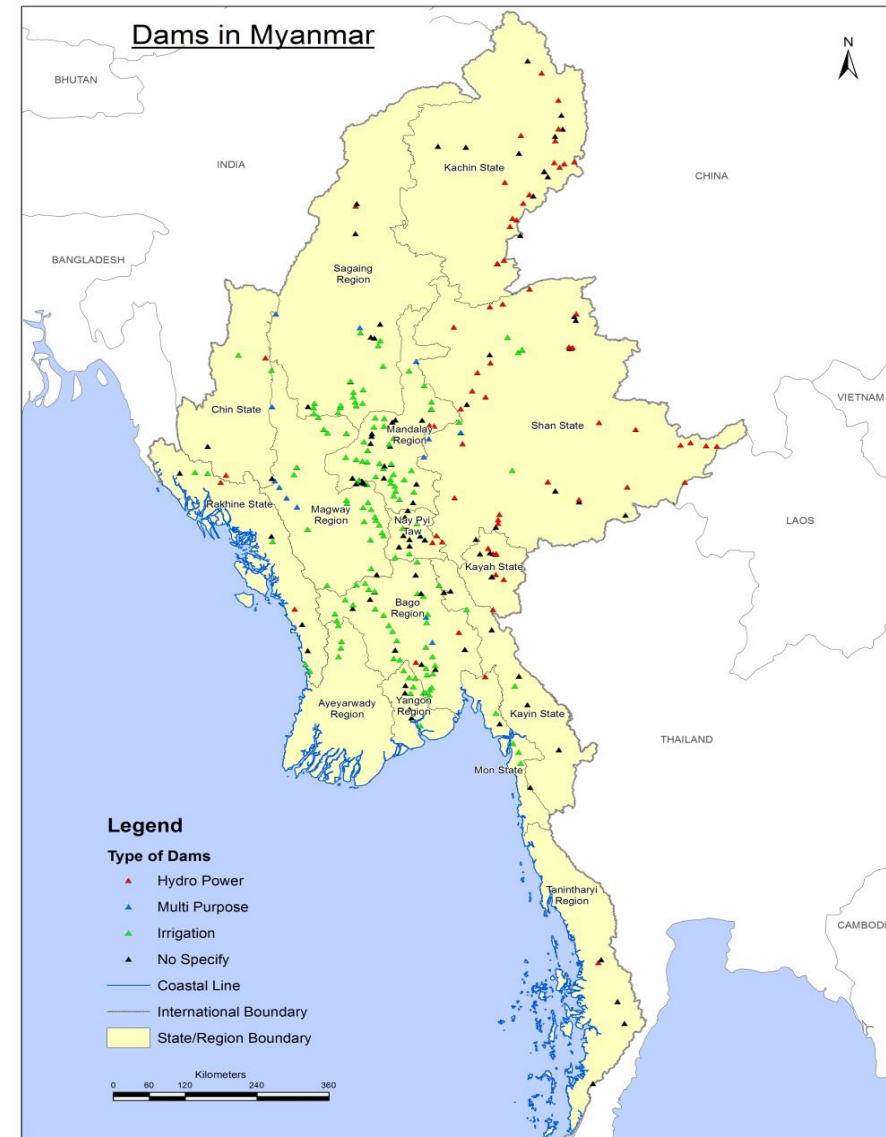 Dams in Myanmar
N
BHUTAN
INDIA
Kachin State
CHINA
BANGLADESH
Sagaing
Region
Chin State
Mandalay
Region
Shan State
VIETNAM
Rakhine State
Magway
Region
Nay Pyi
Taw
LAOS
Kayah State
Bago
Region
Ayeyarwady
Region
Yangon
Region
Kayin State
THAILAND
Mon State
Tanintharyi
Region
CAMBODI
Legend
Type of Dams
Hydro Power
Multi Purpose
Irrigation
No Specify
Coastal Line
International Boundary
State/Region Boundary
Kilometers
0 60 120 240 360